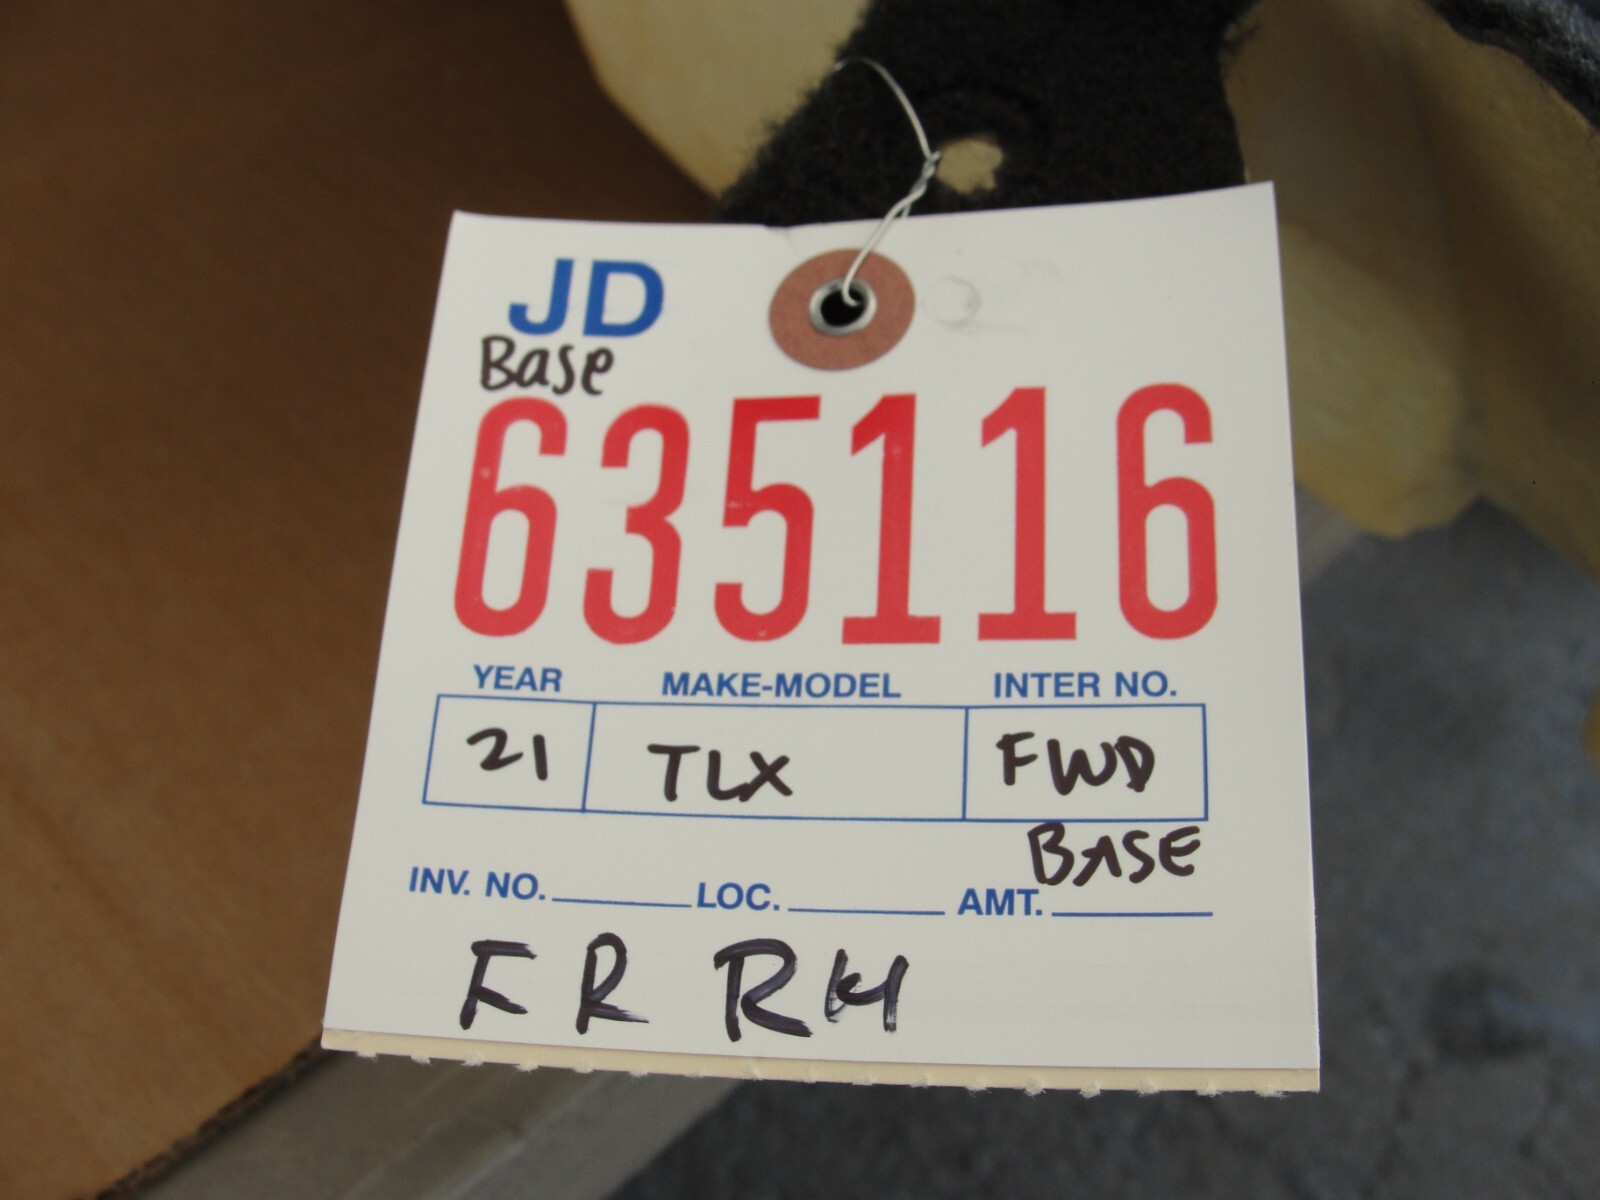 JD
Base
635116
YEAR MAKE-MODEL INTER NO.
21 TLX FWD
BASE
INV. NO. LOC. AMT.
FR RH